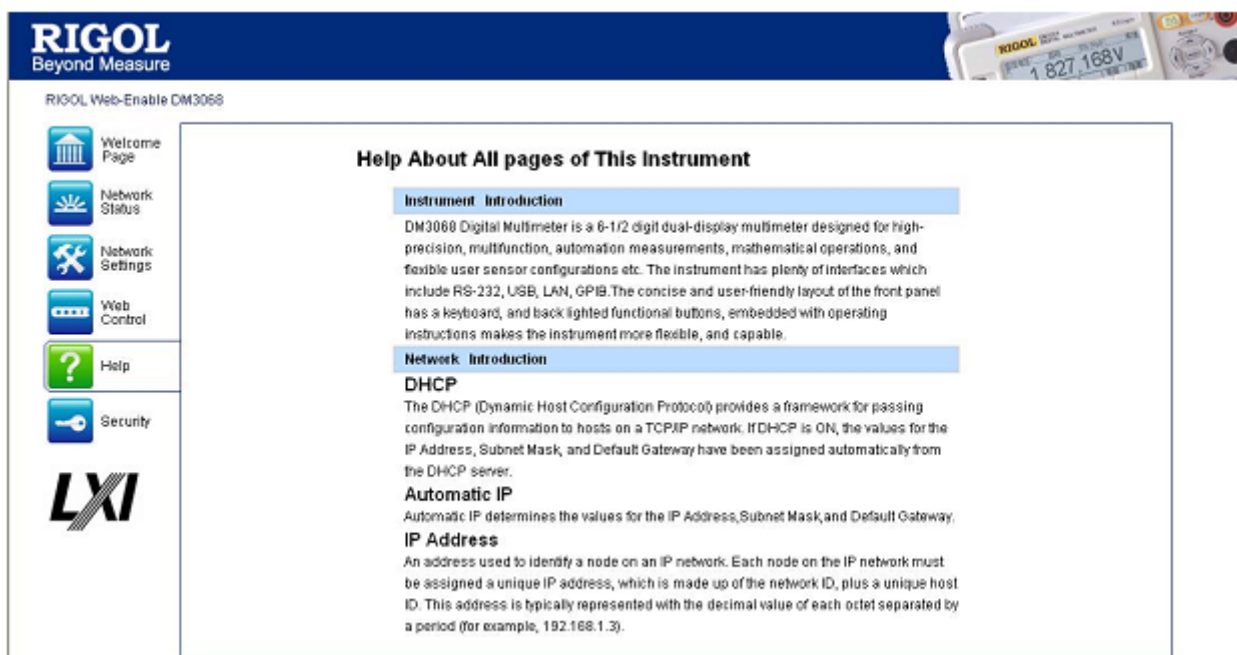 RIGOL
Beyond Measure
RIGOL
1.827,168V
RIGOL Web-Enable DM3068
Welcome
Page
Network
Status
Network
Settings
Web
Control
Help
Security
LXI
Help About All pages of This Instrument
Instrument Introduction
DM3068 Digital Multimeter is a 6-1/2 digit dual-display multimeter designed for high-
precision, multifunction, automation measurements, mathematical operations, and
flexible user sensor configurations etc. The instrument has plenty of interfaces which
include RS-232, USB, LAN, GPIB.The concise and user-friendly layout of the front panel
has a keyboard, and back lighted functional buttons, embedded with operating
instructions makes the instrument more flexible, and capable.
Network Introduction
DHCP
The DHCP (Dynamic Host Configuration Protocol) provides a framework for passing
configuration information to hosts on a TCP/IP network. If DHCP is ON, the values for the
IP Address, Subnet Mask, and Default Gateway have been assigned automatically from
the DHCP server.
Automatic IP
Automatic IP determines the values for the IP Address,Subnet Mask,and Default Gateway.
IP Address
An address used to identify a node on an IP network. Each node on the IP network must
be assigned a unique IP address, which is made up of the network ID, plus a unique host
ID. This address is typically represented with the decimal value of each octet separated by
a period (for example, 192.168.1.3).